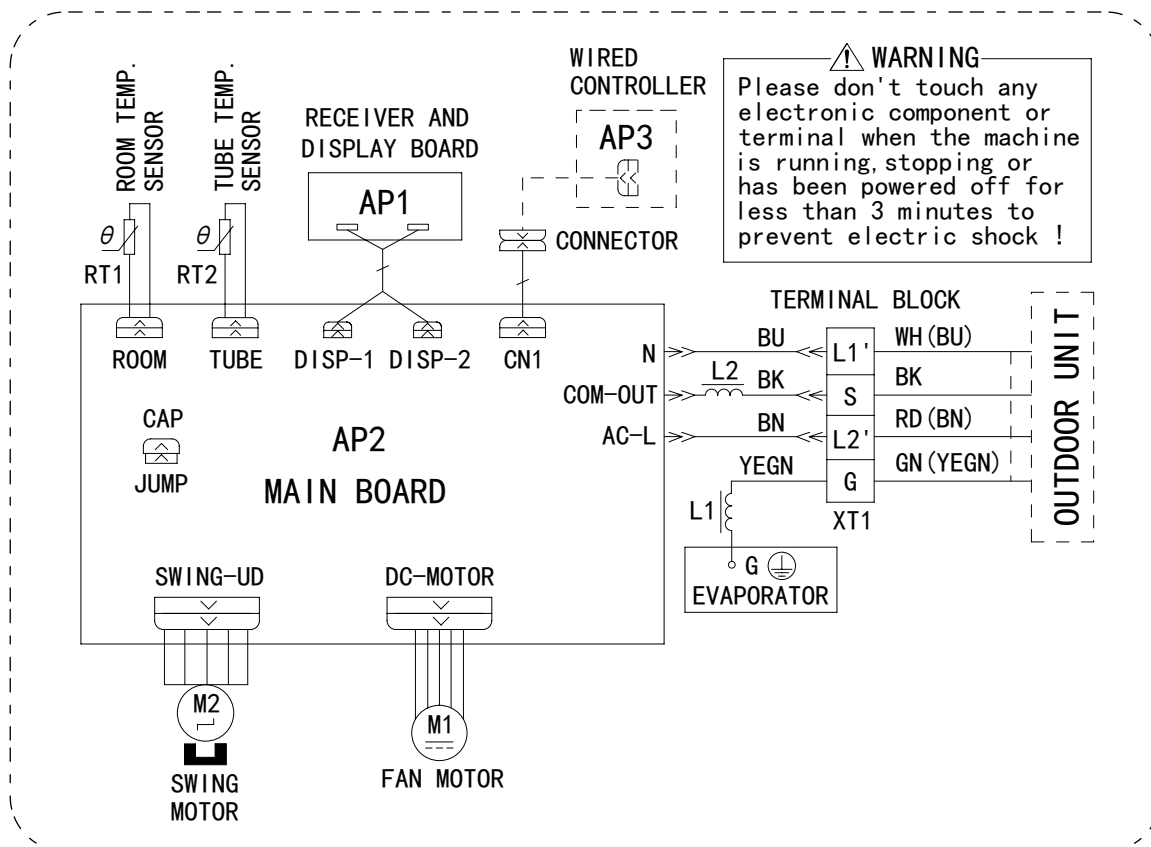 ROOM TEMP.
SENSOR
θ
RT1
TUBE TEMP.
SENSOR
θ
RT2
RECEIVER AND
DISPLAY BOARD
AP1
WIRED
CONTROLLER
AP3
CONNECTOR
WARNING
Please don't touch any
electronic component or
terminal when the machine
is running, stopping or
has been powered off for
less than 3 minutes to
prevent electric shock !
ROOM
TUBE
DISP-1
DISP-2
CN1
CAP
JUMP
AP2
MAIN BOARD
N
COM-OUT
AC-L
TERMINAL BLOCK
BU
L1'
WH(BU)
L2
BK
S
BK
BN
L2'
RD(BN)
YEGN
G
GN(YEGN)
XT1
OUTDOOR UNIT
L1
G
EVAPORATOR
SWING-UD
DC-MOTOR
M2
SWING
MOTOR
M1
FAN MOTOR